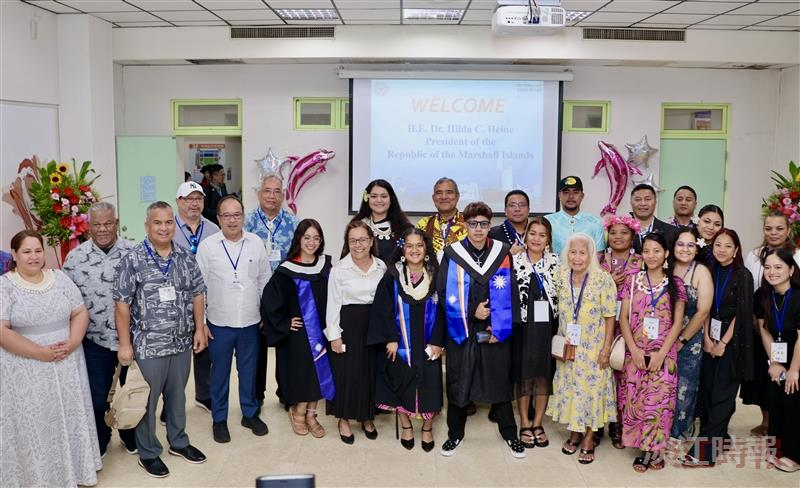 WELCOME
H.E. Dr. Hilda C. Heine
President of the
Republic of the Marshall Islands
淡江時報